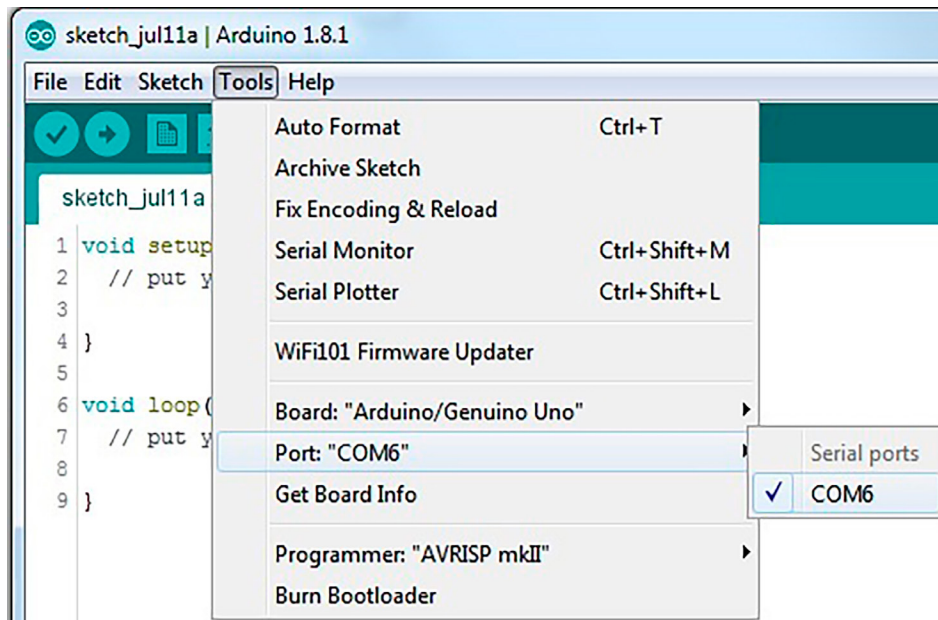 sketch_jul11a | Arduino 1.8.1
File Edit Sketch Tools Help
Auto Format Ctrl+T
Archive Sketch
sketch_jul11a
Fix Encoding & Reload
1 void setup
Serial Monitor Ctrl+Shift+M
2 // put y
Serial Plotter Ctrl+Shift+L
3
4 }
WiFi101 Firmware Updater
5
6 void loop(
Board: "Arduino/Genuino Uno"
7 // put y
Port: "COM6"
Serial ports
8
9 }
Get Board Info
COM6
Programmer: "AVRISP mkII"
Burn Bootloader